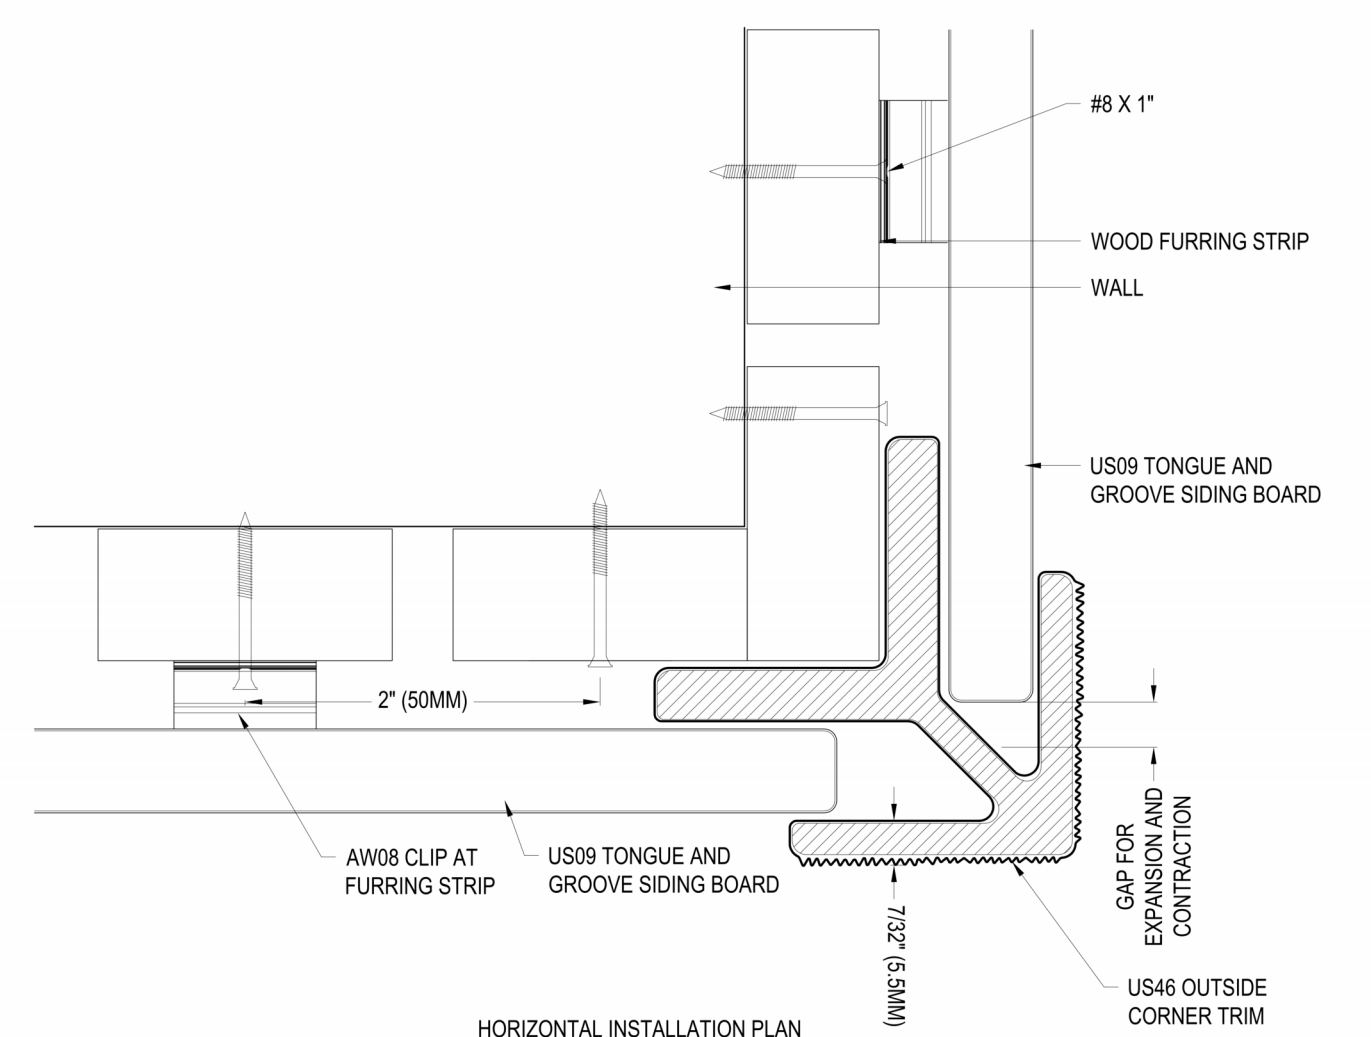 #8 X 1"
WOOD FURRING STRIP
WALL
US09 TONGUE AND
GROOVE SIDING BOARD
2" (50MM)
AW08 CLIP AT
FURRING STRIP
US09 TONGUE AND
GROOVE SIDING BOARD
GAP FOR
EXPANSION AND
CONTRACTION
7/32" (5.5MM)
US46 OUTSIDE
CORNER TRIM
HORIZONTAL INSTALLATION PLAN